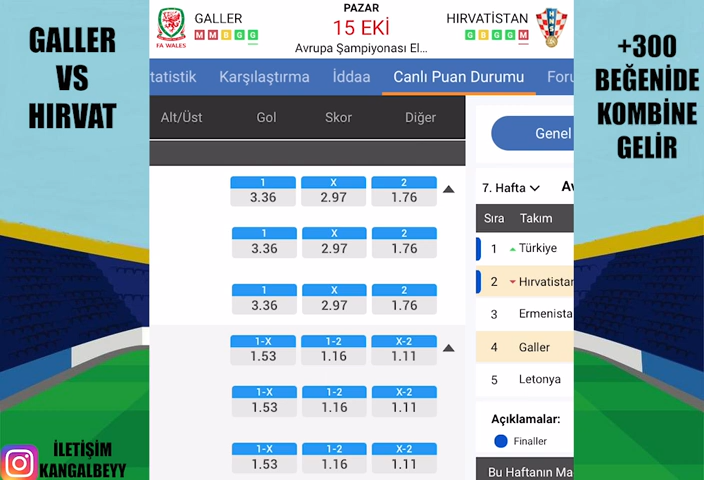 GALLER
VS
HIRVAT
FA WALES
GALLER
M M B G G
PAZAR
15 EKİ
Avrupa Şampiyonası El...
HIRVATİSTAN
G B G G M
+300
BEĞENİDE
KOMBİNE
GELİR
tatistik Karşılaştırma İddaa Canlı Puan Durumu Foru
Alt/Üst Gol Skor Diğer
1 X 2
3.36 2.97 1.76
1 X 2
3.36 2.97 1.76
1 X 2
3.36 2.97 1.76
1-X 1-2 X-2
1.53 1.16 1.11
1-X 1-2 X-2
1.53 1.16 1.11
1-X 1-2 X-2
1.53 1.16 1.11
Genel
7. Hafta Av
Sıra Takım
1 Türkiye
2 Hırvatistan
3 Ermenista
4 Galler
5 Letonya
Açıklamalar:
Finaller
Bu Haftanın Ma
İLETİŞİM
KANGALBEYY